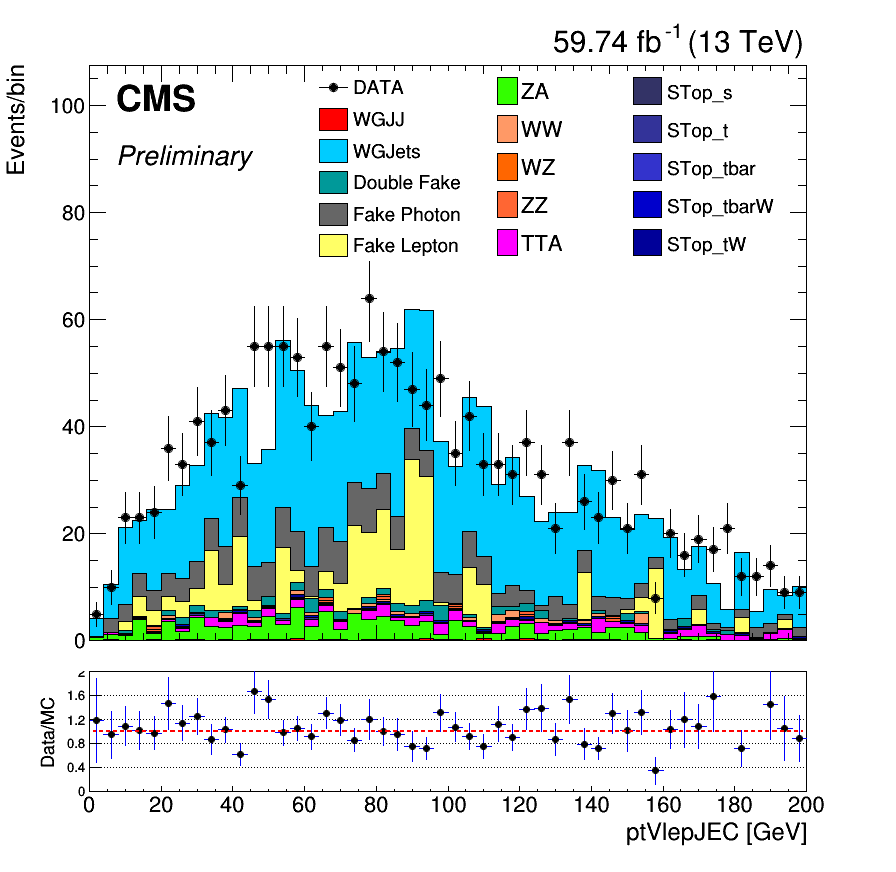 59.74 fb-1 (13 TeV)
Events/bin
CMS
Preliminary
DATA
WGJJ
WGJets
Double Fake
Fake Photon
Fake Lepton
ZA
WW
WZ
ZZ
TTA
STop_s
STop_t
STop_tbar
STop_tbarW
STop_tW
100
80
60
40
20
0
Data/MC
2
1.6
1.2
0.8
0.4
0
0 20 40 60 80 100 120 140 160 180 200
ptVlepJEC [GeV]